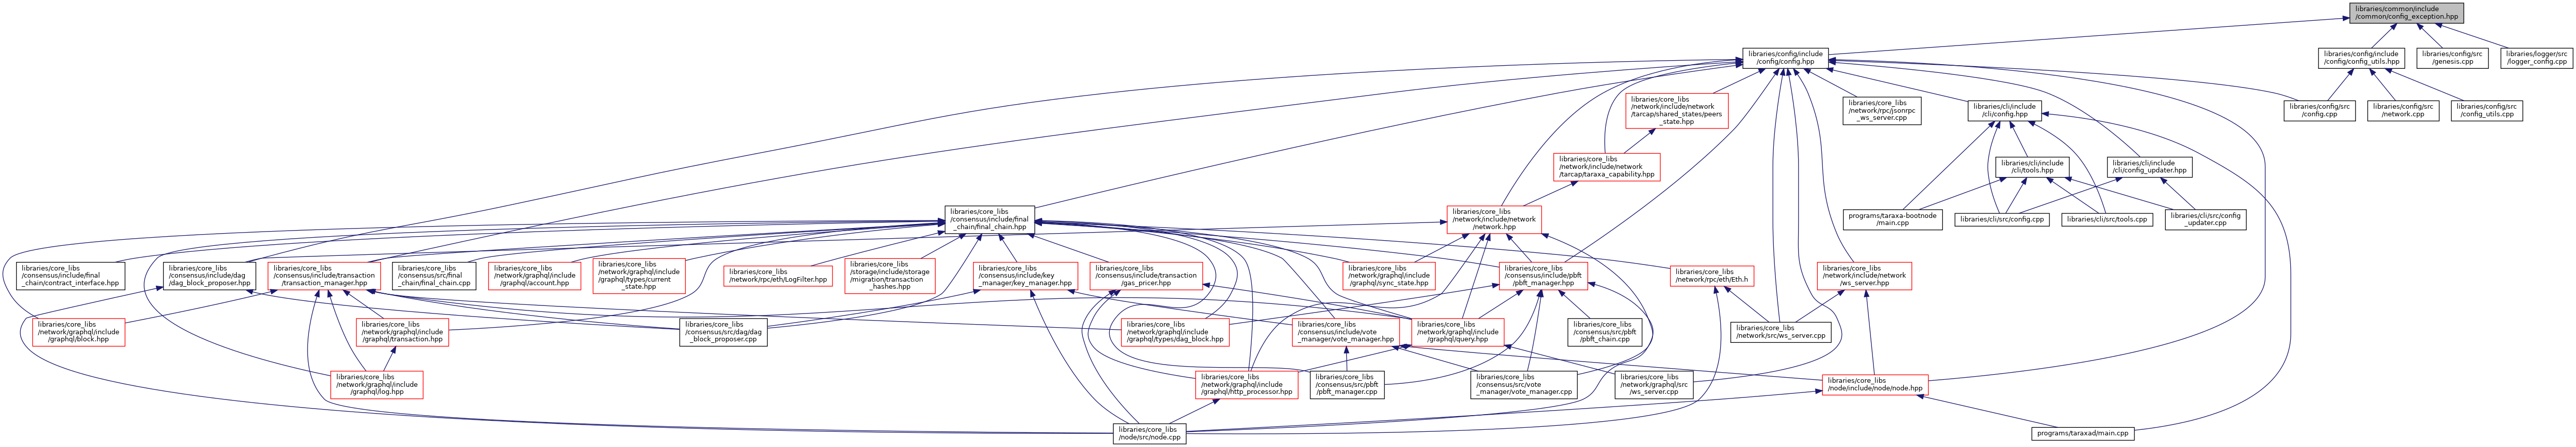 libraries/common/include
/common/config_exception.hpp
libraries/config/include
/config/config.hpp
libraries/config/include
/config/config_utils.hpp
libraries/config/src
/genesis.cpp
libraries/logger/src
/logger_config.cpp
libraries/core_libs
/network/include/network
/tarcap/shared_states/peers
_state.hpp
libraries/core_libs
/network/rpc/jsonrpc
_ws_server.cpp
libraries/cli/include
/cli/config.hpp
libraries/config/src
/config.cpp
libraries/config/src
/network.cpp
libraries/config/src
/config_utils.cpp
libraries/core_libs
/network/include/network
/tarcap/taraxa_capability.hpp
libraries/cli/include
/cli/tools.hpp
libraries/cli/include
/cli/config_updater.hpp
libraries/core_libs
/consensus/include/final
_chain/final_chain.hpp
libraries/core_libs
/network/include/network
/network.hpp
programs/taraxa-bootnode
/main.cpp
libraries/cli/src/config.cpp
libraries/cli/src/tools.cpp
libraries/cli/src/config
_updater.cpp
libraries/core_libs
/consensus/include/final
_chain/contract_interface.hpp
libraries/core_libs
/consensus/include/dag
/dag_block_proposer.hpp
libraries/core_libs
/consensus/include/transaction
/transaction_manager.hpp
libraries/core_libs
/consensus/src/final
_chain/final_chain.cpp
libraries/core_libs
/network/graphql/include
/graphql/account.hpp
libraries/core_libs
/network/graphql/include
/graphql/types/current
_state.hpp
libraries/core_libs
/network/rpc/eth/LogFilter.hpp
libraries/core_libs
/storage/include/storage
/migration/transaction
_hashes.hpp
libraries/core_libs
/consensus/include/key
_manager/key_manager.hpp
libraries/core_libs
/consensus/include/transaction
/gas_pricer.hpp
libraries/core_libs
/network/graphql/include
/graphql/sync_state.hpp
libraries/core_libs
/consensus/include/pbft
/pbft_manager.hpp
libraries/core_libs
/network/rpc/eth/Eth.h
libraries/core_libs
/network/include/network
/ws_server.hpp
libraries/core_libs
/network/graphql/include
/graphql/block.hpp
libraries/core_libs
/network/graphql/include
/graphql/transaction.hpp
libraries/core_libs
/consensus/src/dag/dag
_block_proposer.cpp
libraries/core_libs
/network/graphql/include
/graphql/types/dag_block.hpp
libraries/core_libs
/consensus/include/vote
_manager/vote_manager.hpp
libraries/core_libs
/network/graphql/include
/graphql/query.hpp
libraries/core_libs
/consensus/src/pbft
/pbft_chain.cpp
libraries/core_libs
/network/src/ws_server.cpp
libraries/core_libs
/network/graphql/include
/graphql/log.hpp
libraries/core_libs
/network/graphql/include
/graphql/http_processor.hpp
libraries/core_libs
/consensus/src/pbft
/pbft_manager.cpp
libraries/core_libs
/consensus/src/vote
_manager/vote_manager.cpp
libraries/core_libs
/network/graphql/src
/ws_server.cpp
libraries/core_libs
/node/include/node/node.hpp
libraries/core_libs
/node/src/node.cpp
programs/taraxad/main.cpp